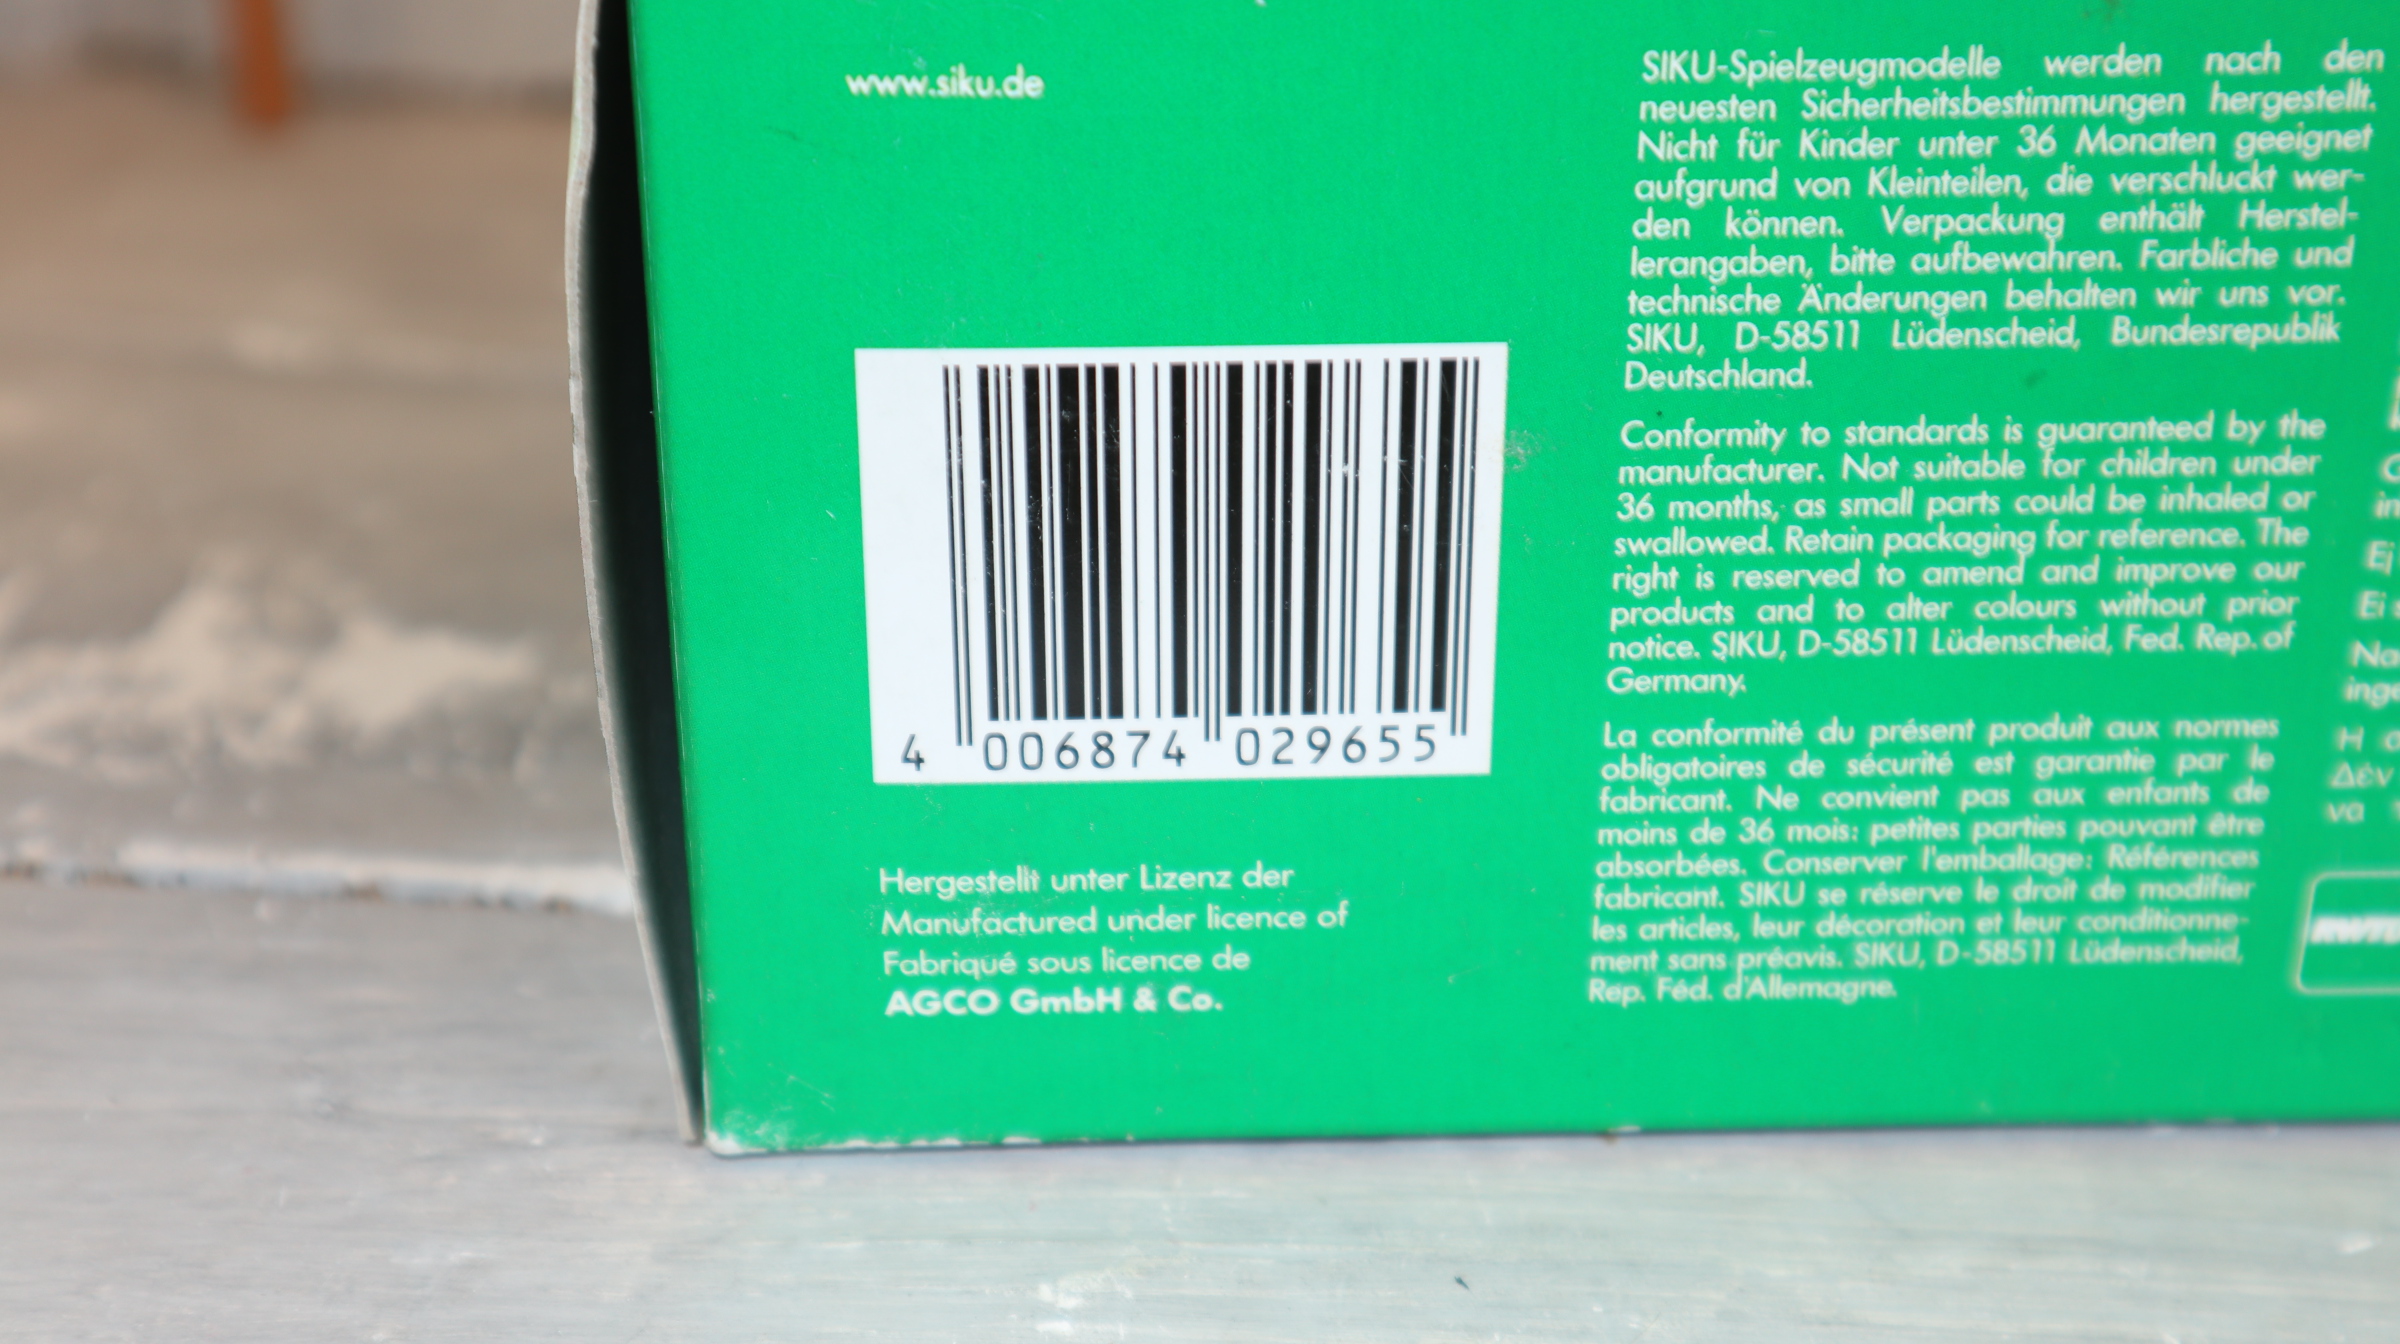 www.siku.de
4 006874 029655
Hergestellt unter Lizenz der
Manufactured under licence of
Fabriqué sous licence de
AGCO GmbH & Co.
SIKU-Spielzeugmodelle werden nach den
neuesten Sicherheitsbestimmungen hergestellt.
Nicht für Kinder unter 36 Monaten geeignet
aufgrund von Kleinteilen, die verschluckt wer-
den können. Verpackung enthält Herstel-
lerangaben, bitte aufbewahren. Farbliche und
technische Änderungen behalten wir uns vor.
SIKU, D-58511 Lüdenscheid, Bundesrepublik
Deutschland.
Conformity to standards is guaranteed by the
manufacturer. Not suitable for children under
36 months, as small parts could be inhaled or
swallowed. Retain packaging for reference. The
right is reserved to amend and improve our
products and to alter colours without prior
notice. SIKU, D-58511 Lüdenscheid, Fed. Rep. of
Germany.
La conformité du présent produit aux normes
obligatoires de sécurité est garantie par le
fabricant. Ne convient pas aux enfants de
moins de 36 mois: petites parties pouvant être
absorbées. Conserver l'emballage: Références
fabricant. SIKU se réserve le droit de modifier
les articles, leur décoration et leur conditionne-
ment sans préavis. SIKU, D-58511 Lüdenscheid,
Rép. Féd. d'Allemagne.
Ei
H
Δέν
να